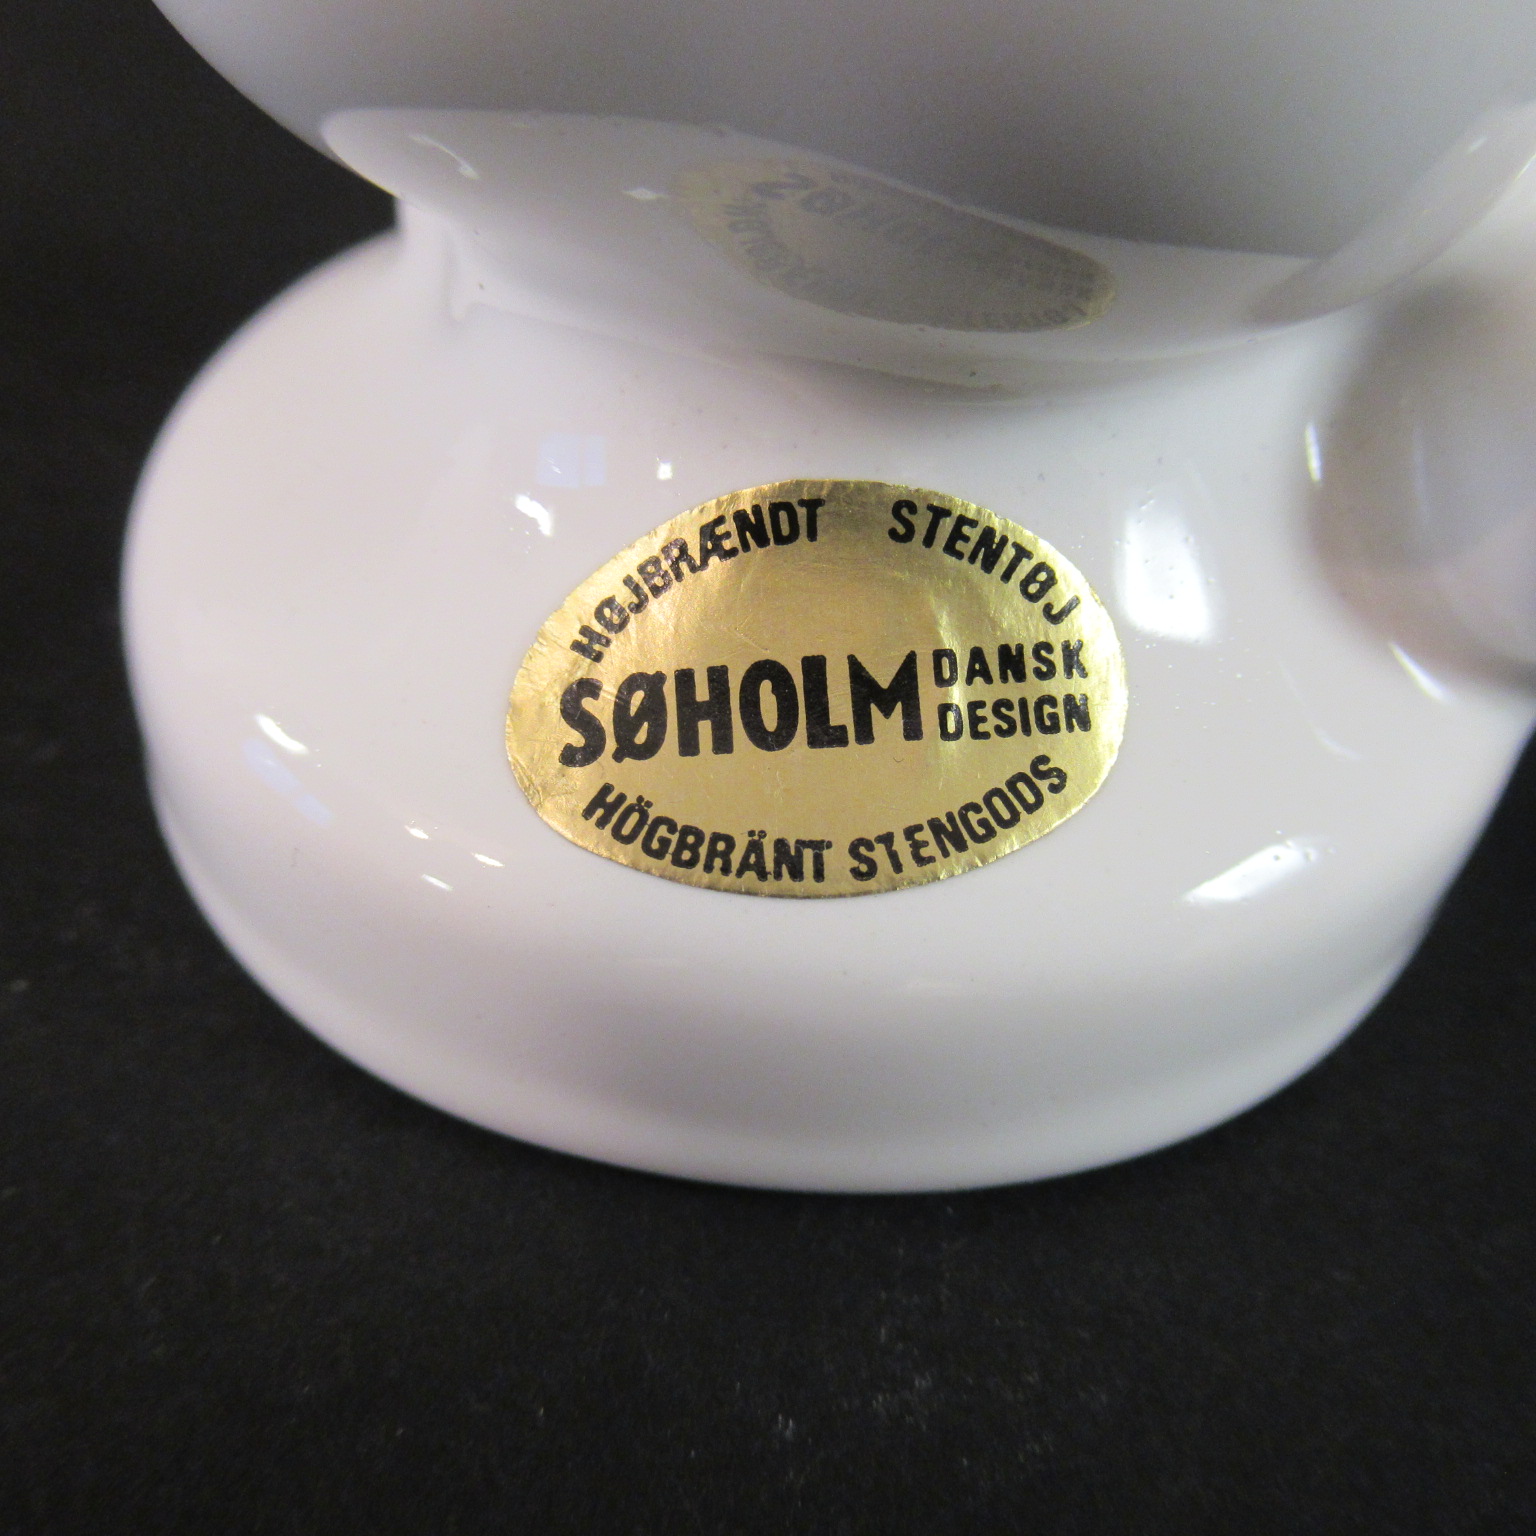 HØJBRÆNDT STENTØJ
SØHOLM DANSK
DESIGN
HÖGBRÄNT STENGODS